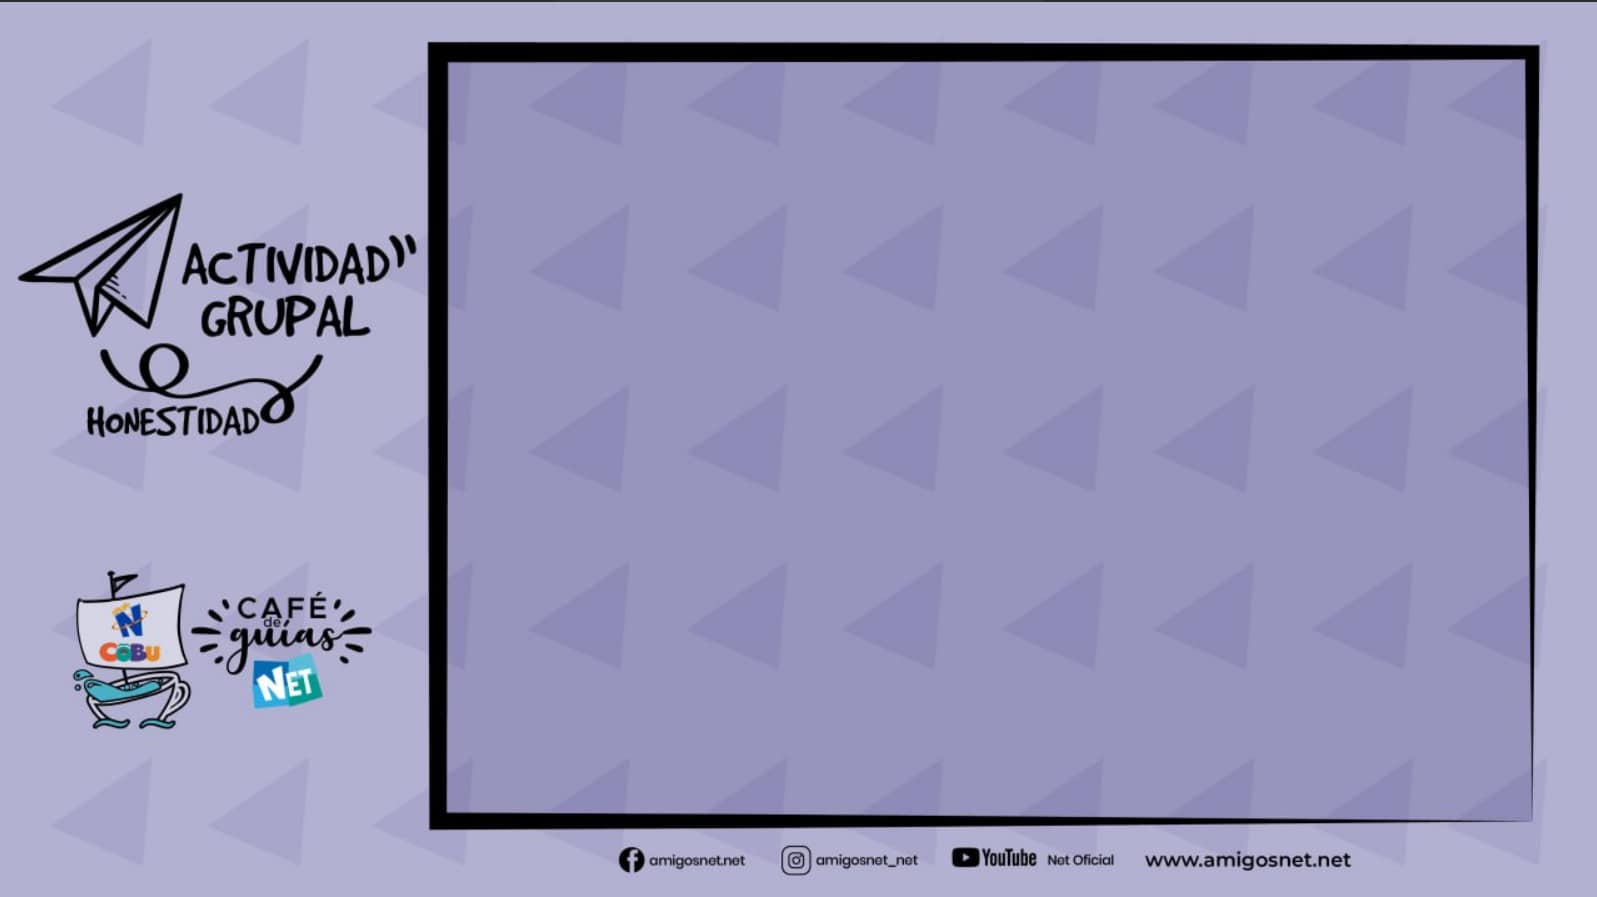 ACTIVIDAD
GRUPAL
HONESTIDAD
N
COBU
CAFÉ
de
guías
NET
amigosnet.net
amigosnet_net
YouTube Net Oficial
www.amigosnet.net